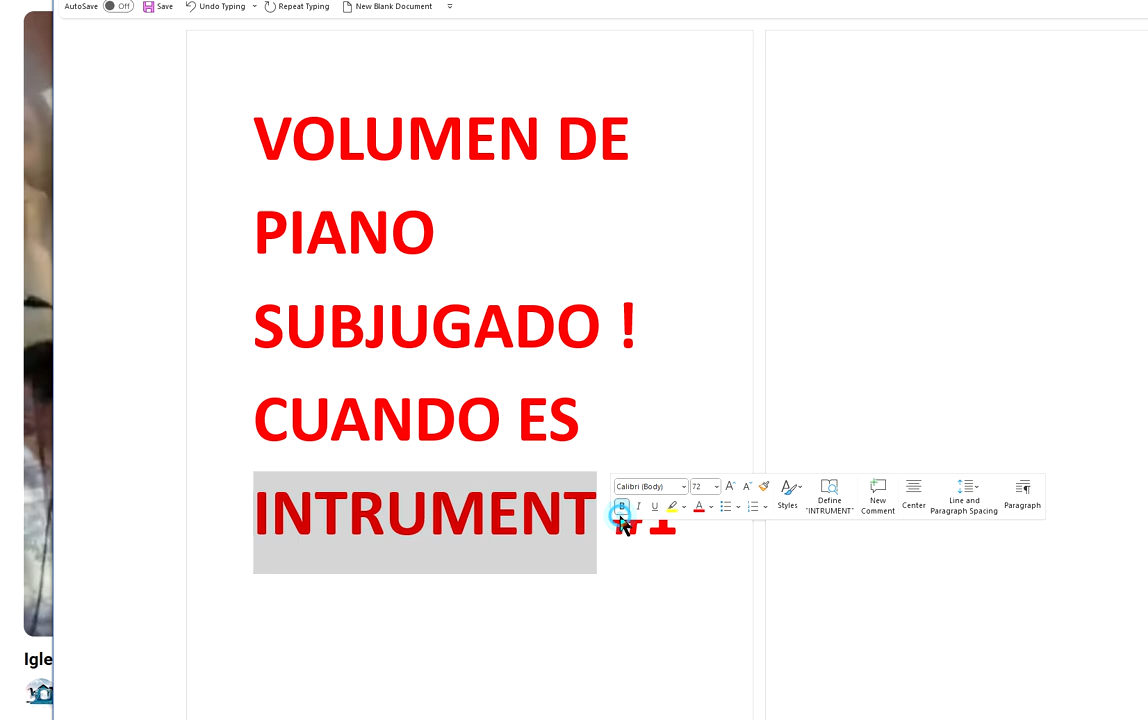 AutoSave Off Save Undo Typing Repeat Typing New Blank Document
VOLUMEN DE
PIANO
SUBJUGADO !
CUANDO ES
INTRUMENT #1
Calibri (Body) 72 A A Styles Define "INTRUMENT" New Comment Center Line and Paragraph Spacing Paragraph
B I U A
Igle